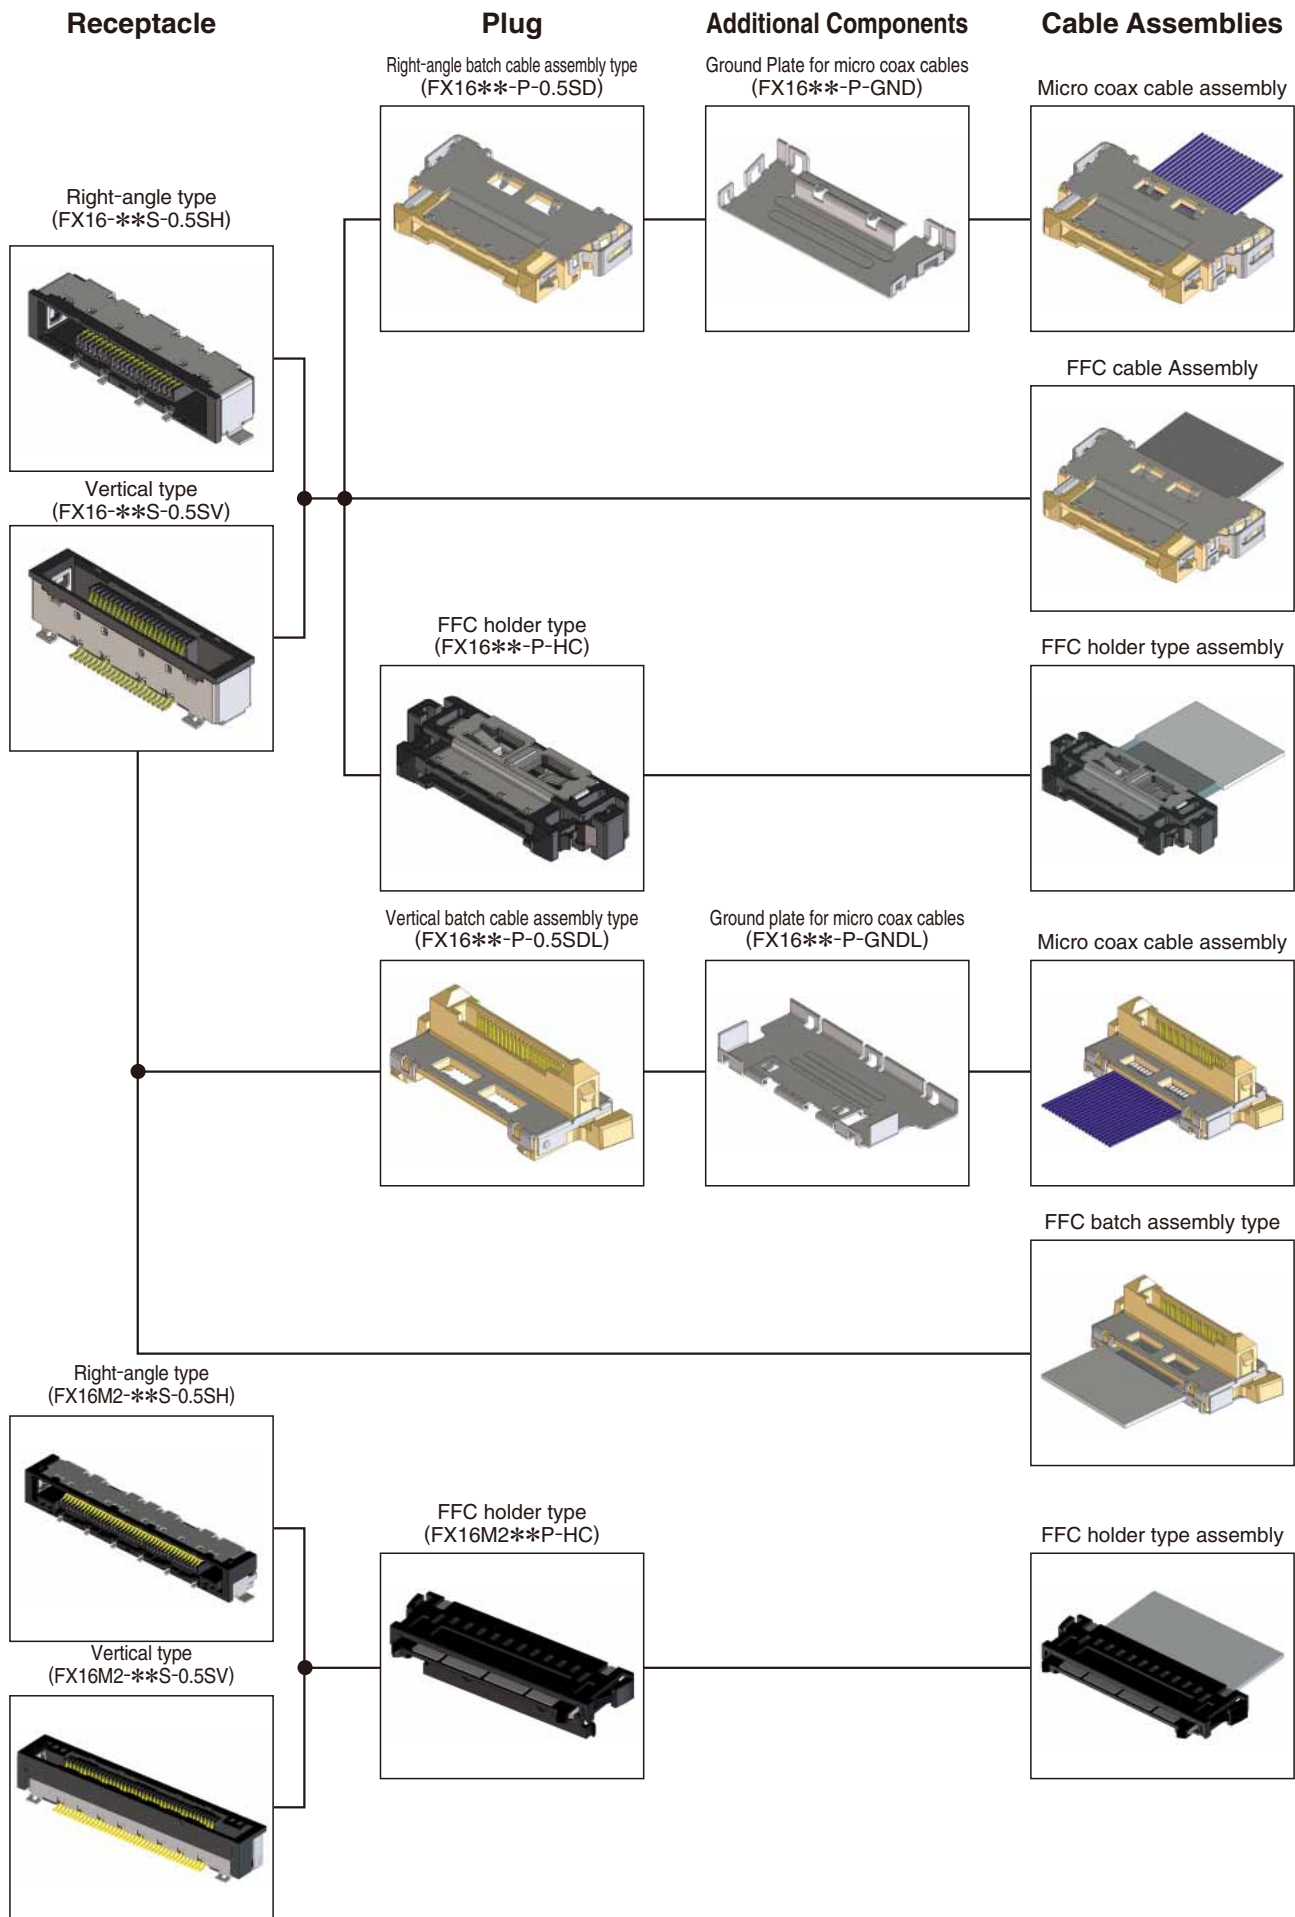 Receptacle
Plug
Additional Components
Cable Assemblies
Right-angle batch cable assembly type
(FX16**-P-0.5SD)
Ground Plate for micro coax cables
(FX16**-P-GND)
Micro coax cable assembly
Right-angle type
(FX16-**S-0.5SH)
FFC cable Assembly
Vertical type
(FX16-**S-0.5SV)
FFC holder type
(FX16**-P-HC)
FFC holder type assembly
Vertical batch cable assembly type
(FX16**-P-0.5SDL)
Ground plate for micro coax cables
(FX16**-P-GNDL)
Micro coax cable assembly
FFC batch assembly type
Right-angle type
(FX16M2-**S-0.5SH)
FFC holder type
(FX16M2**P-HC)
FFC holder type assembly
Vertical type
(FX16M2-**S-0.5SV)